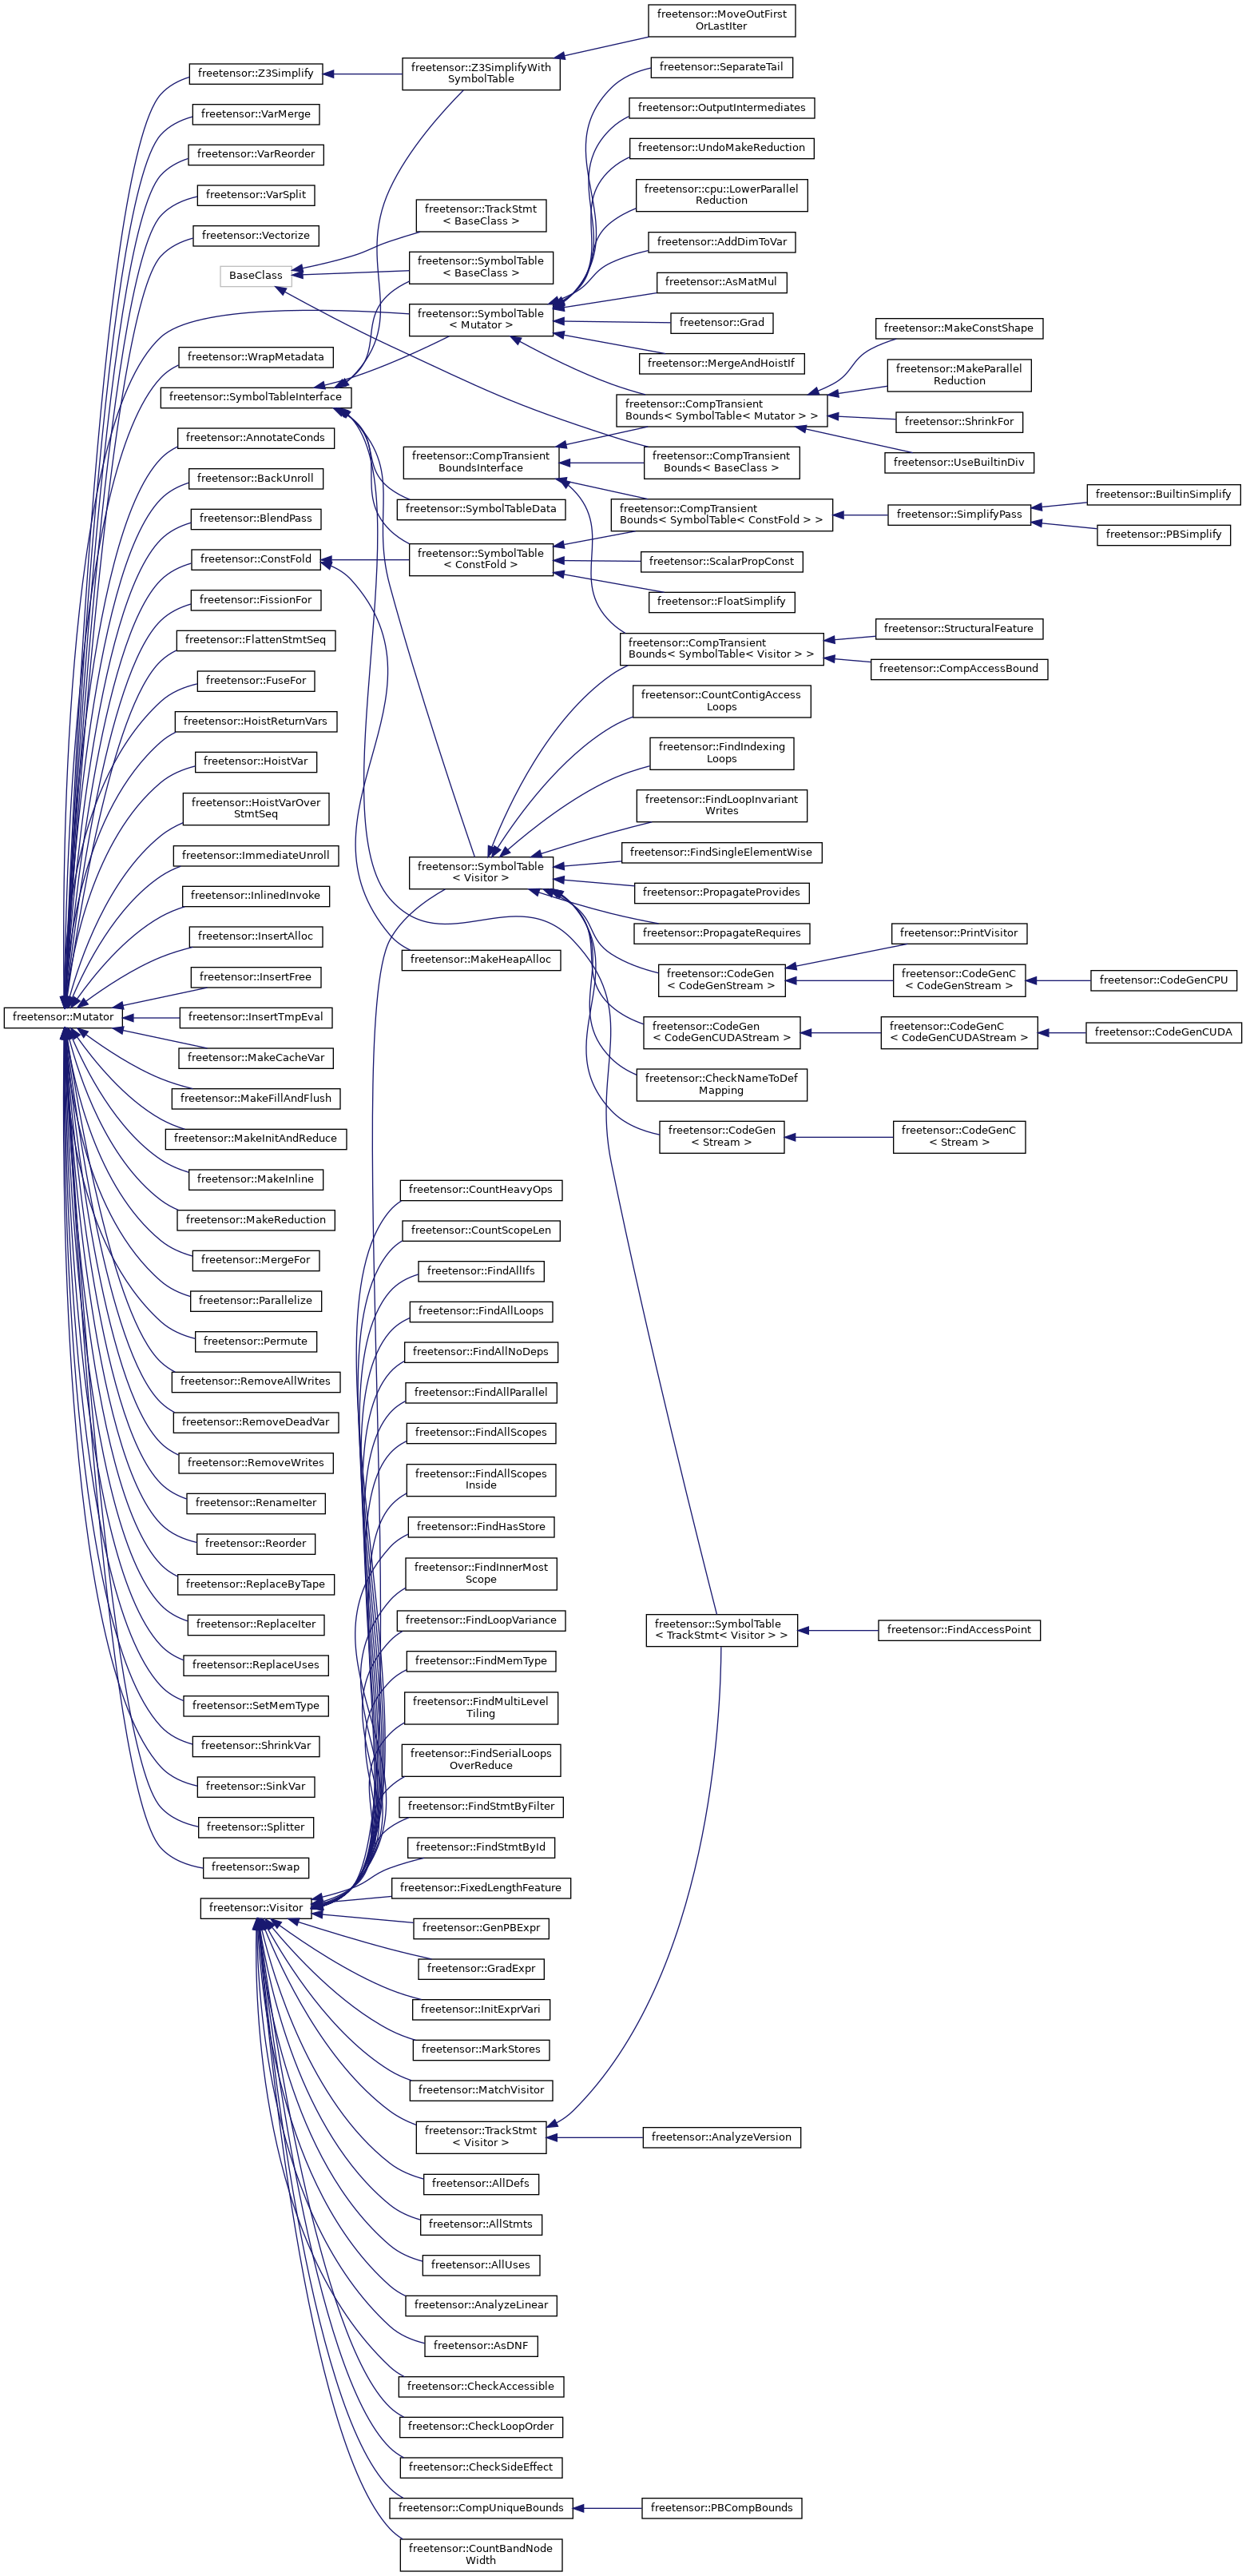 freetensor::MoveOutFirst
OrLastIter
freetensor::Z3Simplify
freetensor::Z3SimplifyWith
SymbolTable
freetensor::SeparateTail
freetensor::VarMerge
freetensor::OutputIntermediates
freetensor::VarReorder
freetensor::UndoMakeReduction
freetensor::VarSplit
freetensor::TrackStmt
< BaseClass >
freetensor::cpu::LowerParallel
Reduction
freetensor::Vectorize
freetensor::AddDimToVar
BaseClass
freetensor::SymbolTable
< BaseClass >
freetensor::AsMatMul
freetensor::SymbolTable
< Mutator >
freetensor::Grad
freetensor::MakeConstShape
freetensor::WrapMetadata
freetensor::MergeAndHoistIf
freetensor::MakeParallel
Reduction
freetensor::SymbolTableInterface
freetensor::CompTransient
Bounds< SymbolTable< Mutator > >
freetensor::ShrinkFor
freetensor::AnnotateConds
freetensor::CompTransient
BoundsInterface
freetensor::CompTransient
Bounds< BaseClass >
freetensor::UseBuiltinDiv
freetensor::BackUnroll
freetensor::SymbolTableData
freetensor::CompTransient
Bounds< SymbolTable< ConstFold > >
freetensor::SimplifyPass
freetensor::BuiltinSimplify
freetensor::BlendPass
freetensor::PBSimplify
freetensor::ConstFold
freetensor::SymbolTable
< ConstFold >
freetensor::ScalarPropConst
freetensor::FissionFor
freetensor::FloatSimplify
freetensor::FlattenStmtSeq
freetensor::CompTransient
Bounds< SymbolTable< Visitor > >
freetensor::StructuralFeature
freetensor::CompAccessBound
freetensor::FuseFor
freetensor::CountContigAccess
Loops
freetensor::HoistReturnVars
freetensor::HoistVar
freetensor::FindIndexing
Loops
freetensor::HoistVarOver
StmtSeq
freetensor::FindLoopInvariant
Writes
freetensor::ImmediateUnroll
freetensor::SymbolTable
< Visitor >
freetensor::FindSingleElementWise
freetensor::InlinedInvoke
freetensor::PropagateProvides
freetensor::InsertAlloc
freetensor::PropagateRequires
freetensor::PrintVisitor
freetensor::MakeHeapAlloc
freetensor::InsertFree
freetensor::CodeGen
< CodeGenStream >
freetensor::CodeGenC
< CodeGenStream >
freetensor::CodeGenCPU
freetensor::Mutator
freetensor::InsertTmpEval
freetensor::CodeGen
< CodeGenCUDAStream >
freetensor::CodeGenC
< CodeGenCUDAStream >
freetensor::CodeGenCUDA
freetensor::MakeCacheVar
freetensor::CheckNameToDef
Mapping
freetensor::MakeFillAndFlush
freetensor::MakeInitAndReduce
freetensor::CodeGen
< Stream >
freetensor::CodeGenC
< Stream >
freetensor::MakeInline
freetensor::CountHeavyOps
freetensor::MakeReduction
freetensor::CountScopeLen
freetensor::MergeFor
freetensor::FindAllIfs
freetensor::Parallelize
freetensor::FindAllLoops
freetensor::Permute
freetensor::FindAllNoDeps
freetensor::RemoveAllWrites
freetensor::FindAllParallel
freetensor::RemoveDeadVar
freetensor::FindAllScopes
freetensor::RemoveWrites
freetensor::FindAllScopes
Inside
freetensor::RenameIter
freetensor::FindHasStore
freetensor::Reorder
freetensor::FindInnerMost
Scope
freetensor::ReplaceByTape
freetensor::ReplaceIter
freetensor::FindLoopVariance
freetensor::SymbolTable
< TrackStmt< Visitor > >
freetensor::FindAccessPoint
freetensor::ReplaceUses
freetensor::FindMemType
freetensor::SetMemType
freetensor::FindMultiLevel
Tiling
freetensor::ShrinkVar
freetensor::FindSerialLoops
OverReduce
freetensor::SinkVar
freetensor::FindStmtByFilter
freetensor::Splitter
freetensor::FindStmtById
freetensor::Swap
freetensor::FixedLengthFeature
freetensor::Visitor
freetensor::GenPBExpr
freetensor::GradExpr
freetensor::InitExprVari
freetensor::MarkStores
freetensor::MatchVisitor
freetensor::TrackStmt
< Visitor >
freetensor::AnalyzeVersion
freetensor::AllDefs
freetensor::AllStmts
freetensor::AllUses
freetensor::AnalyzeLinear
freetensor::AsDNF
freetensor::CheckAccessible
freetensor::CheckLoopOrder
freetensor::CheckSideEffect
freetensor::CompUniqueBounds
freetensor::PBCompBounds
freetensor::CountBandNode
Width